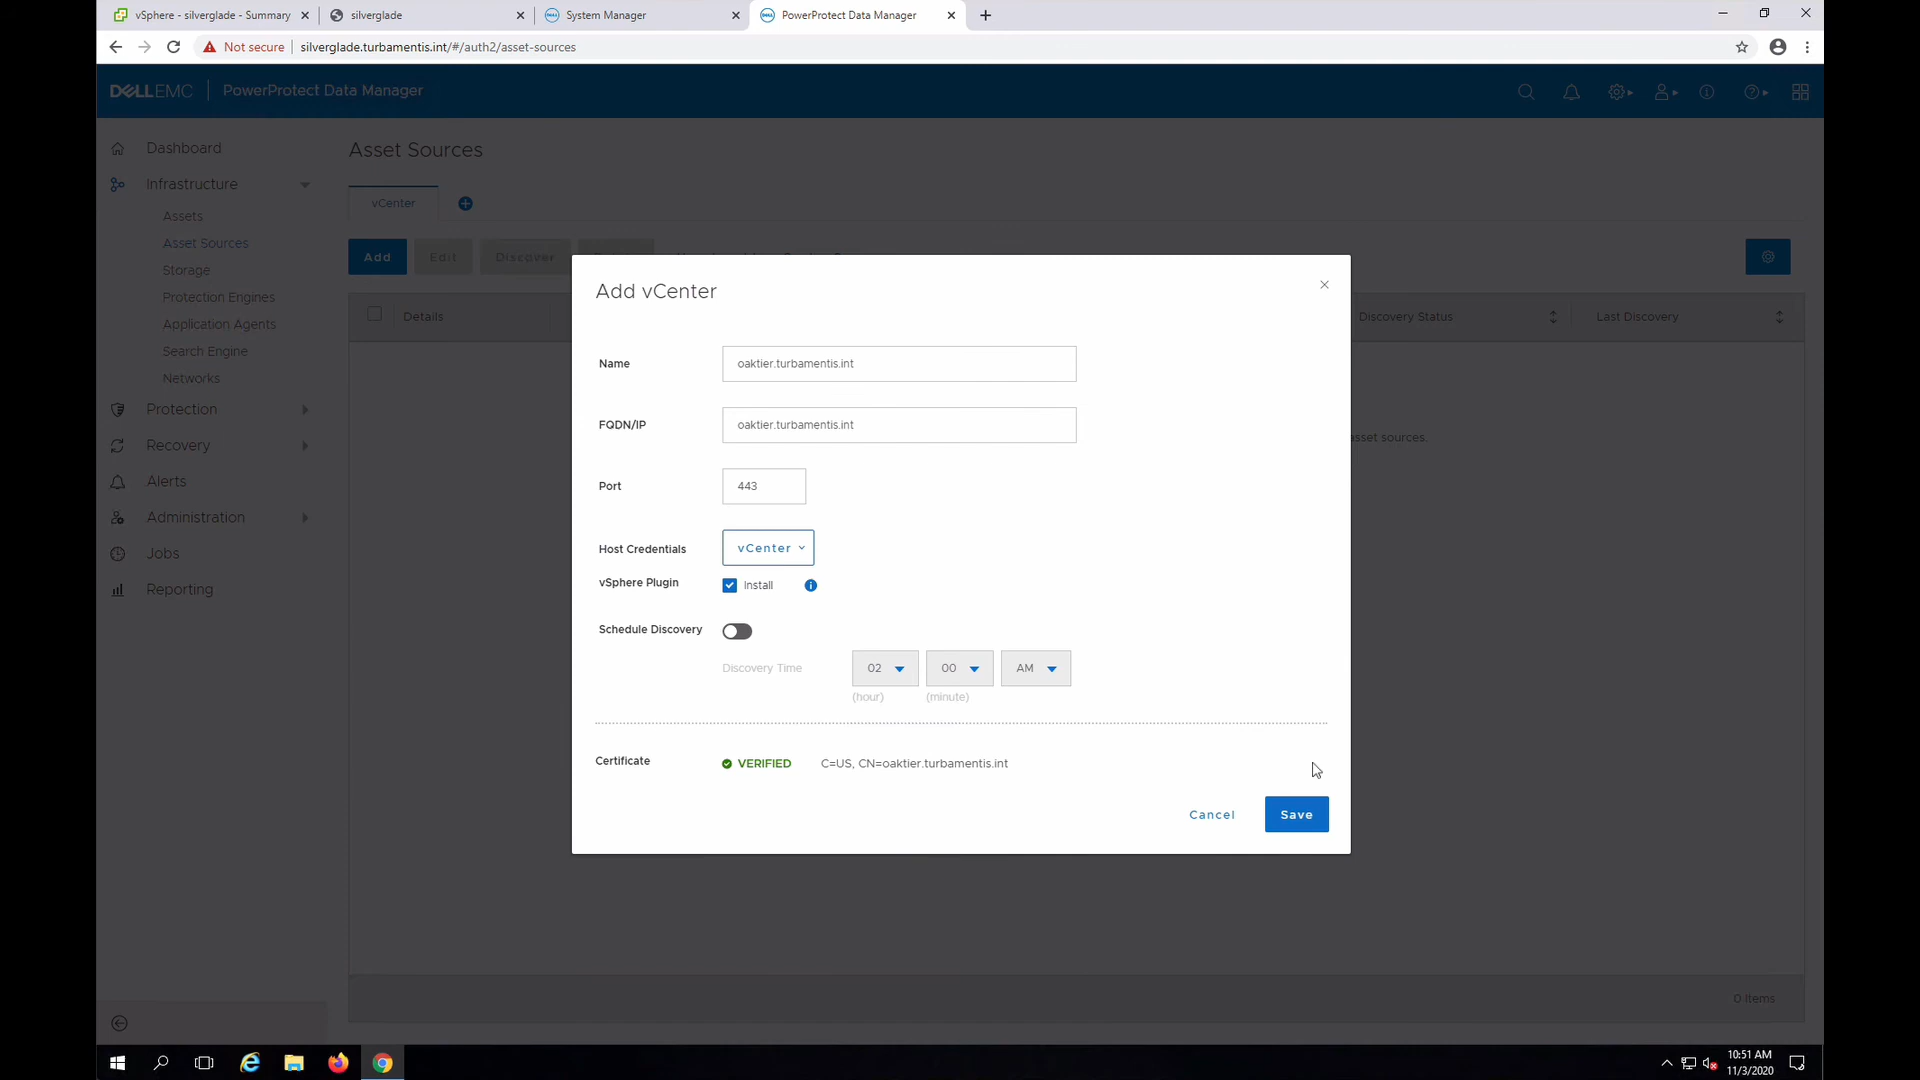 vSphere - silverglade - Summary
silverglade
System Manager
PowerProtect Data Manager
Not secure
silverglade.turbamentis.int/#/auth2/asset-sources
DELLEMC
PowerProtect Data Manager
Dashboard
Infrastructure
Assets
Asset Sources
Storage
Protection Engines
Application Agents
Search Engine
Networks
Protection
Recovery
Alerts
Administration
Jobs
Reporting
Asset Sources
vCenter
Add
Edit
Discover
Details
Discovery Status
Last Discovery
asset sources.
0 items
Add vCenter
Name
oaktier.turbamentis.int
FQDN/IP
oaktier.turbamentis.int
Port
443
Host Credentials
vCenter
vSphere Plugin
Install
Schedule Discovery
Discovery Time
02
00
AM
(hour)
(minute)
Certificate
VERIFIED
C=US, CN=oaktier.turbamentis.int
Cancel
Save
10:51 AM
11/3/2020